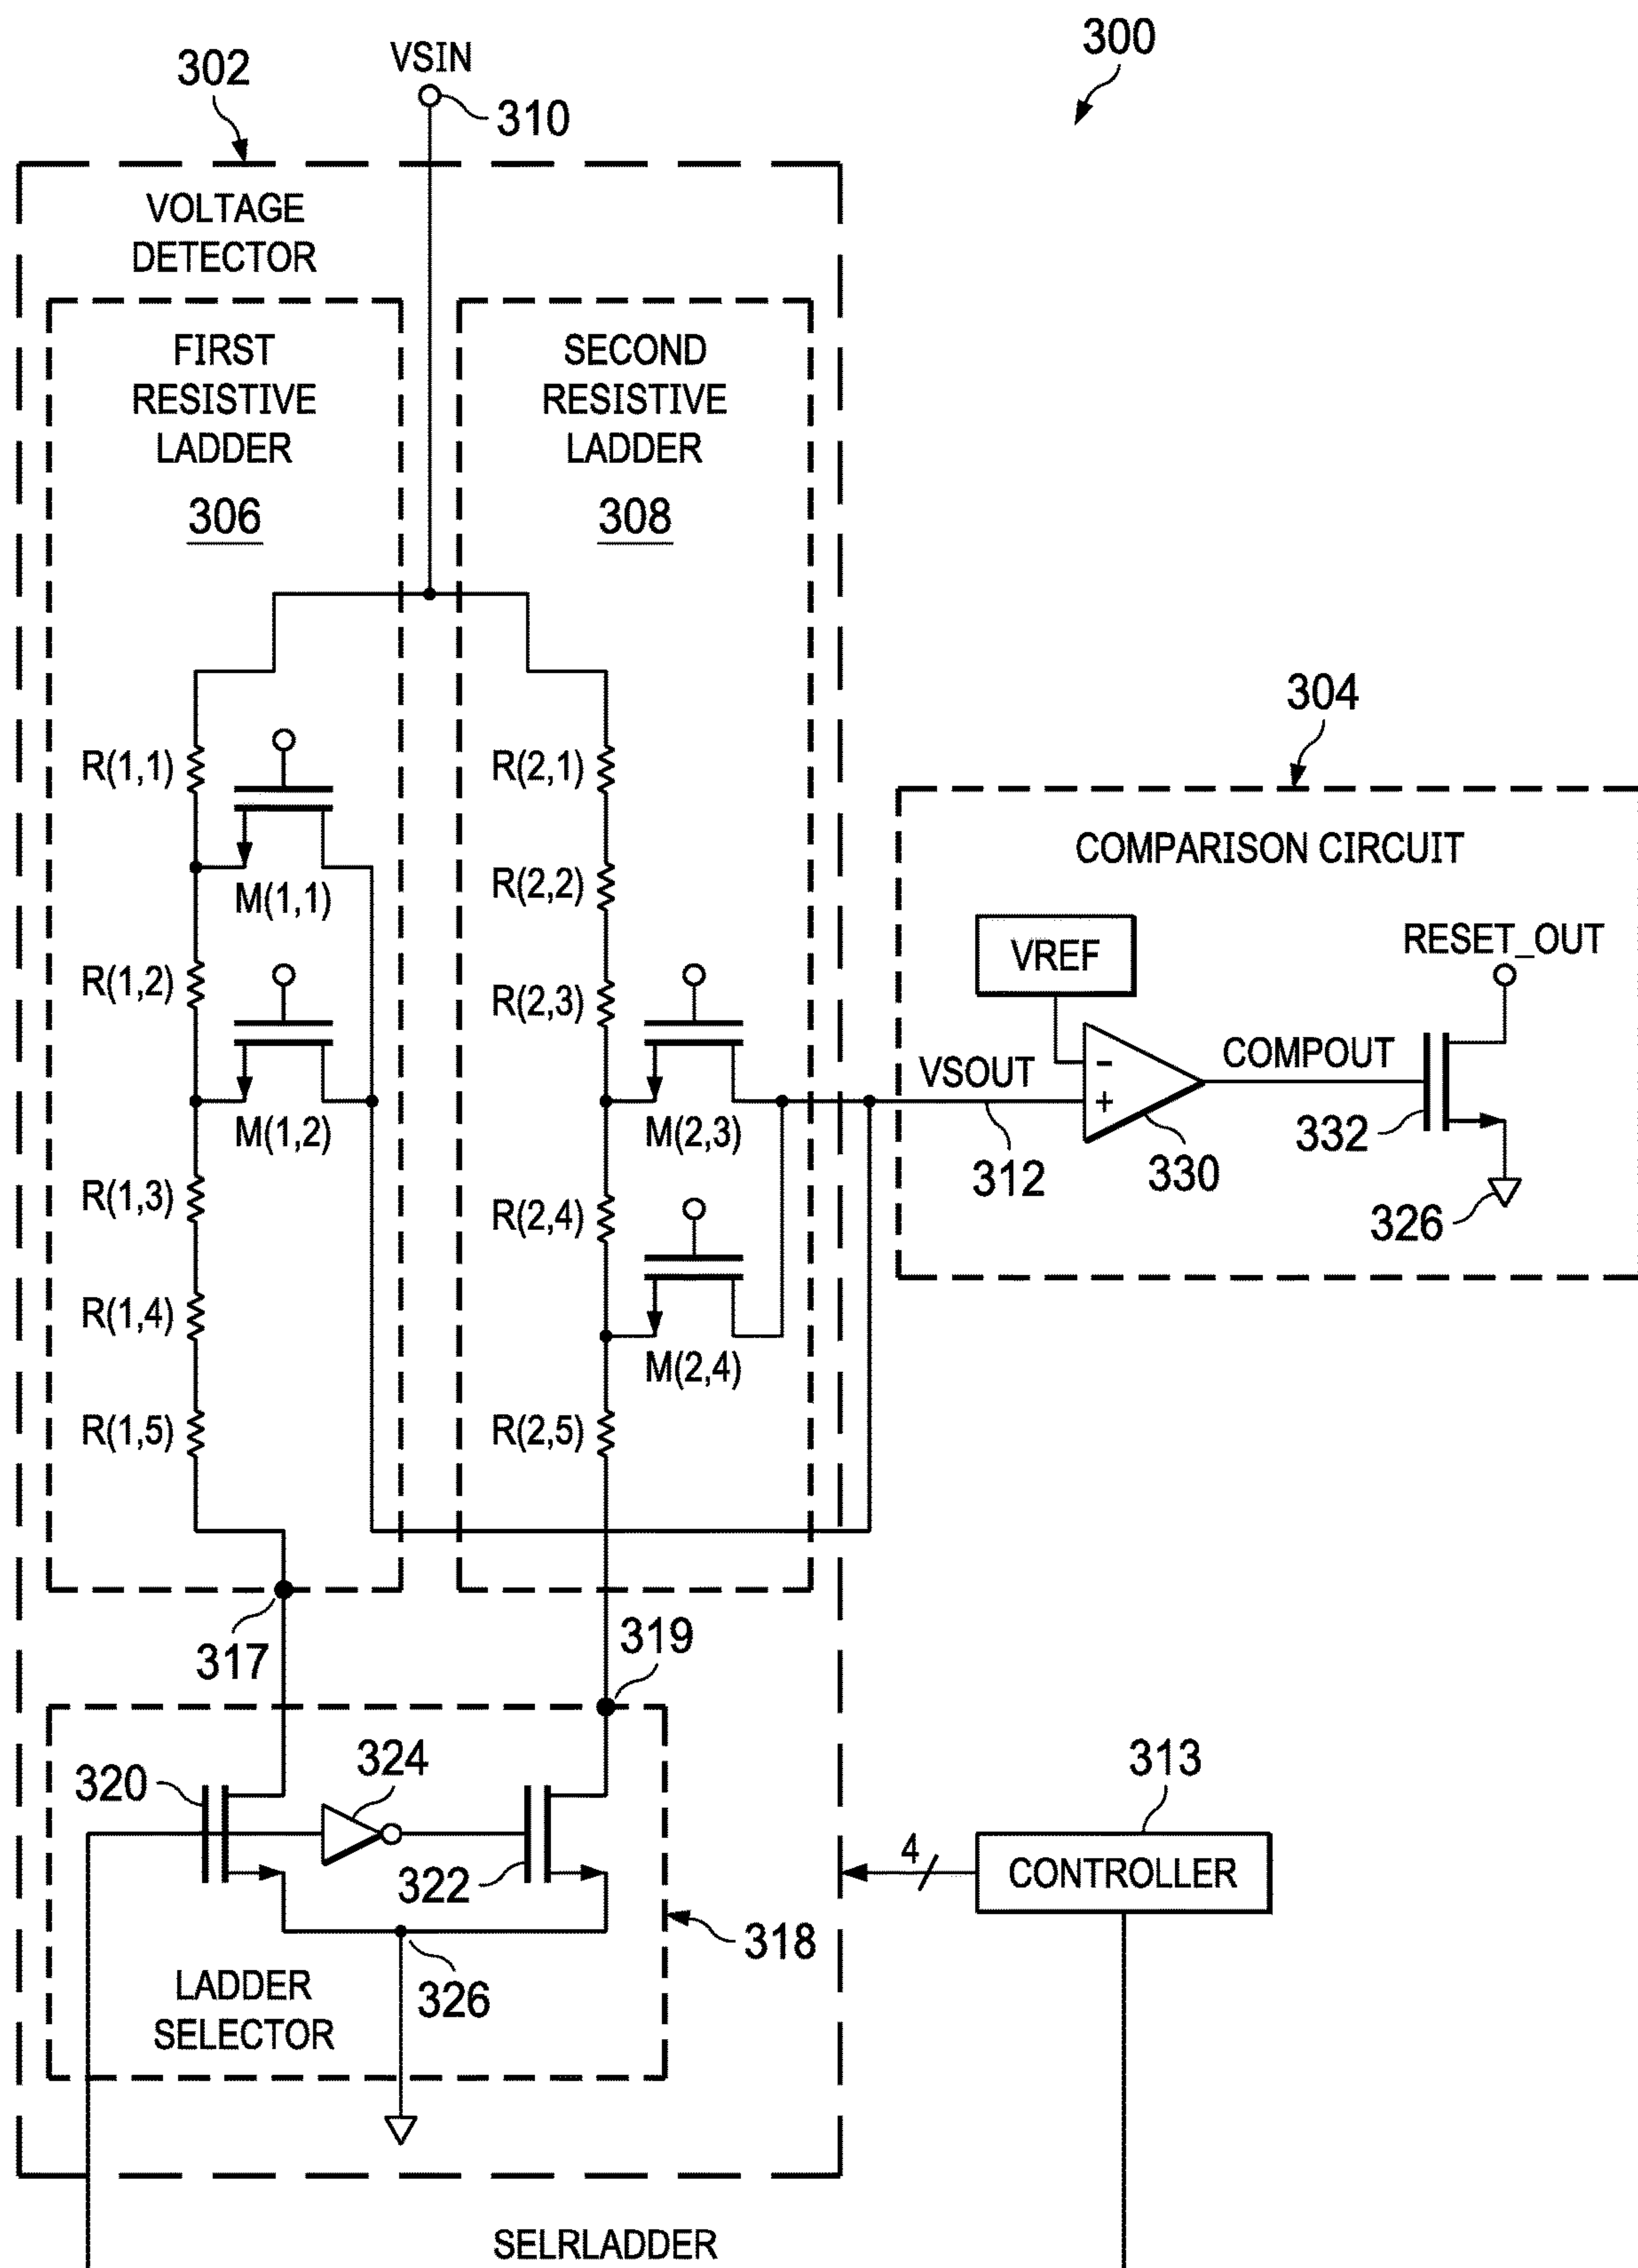 300
302
VSIN
310
VOLTAGE
DETECTOR
FIRST
RESISTIVE
LADDER
306
SECOND
RESISTIVE
LADDER
308
R(1,1)
M(1,1)
R(1,2)
M(1,2)
R(1,3)
R(1,4)
R(1,5)
R(2,1)
R(2,2)
R(2,3)
M(2,3)
R(2,4)
M(2,4)
R(2,5)
304
COMPARISON CIRCUIT
VREF
RESET_OUT
VSOUT
COMPOUT
-
+
312
330
332
326
317
319
320
324
322
326
318
LADDER
SELECTOR
313
4
CONTROLLER
SELRLADDER